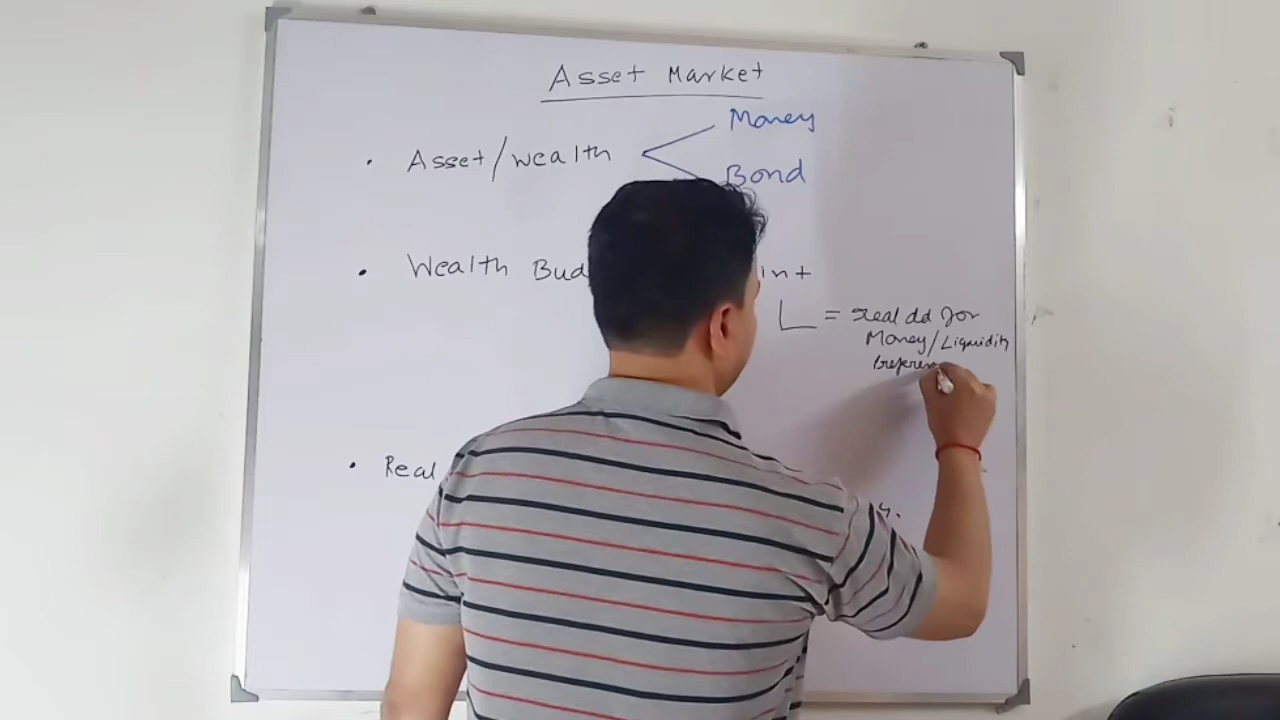 Asset Market
• Asset/wealth
Money
Bond
• Wealth Bud int
L = real dd for
Money/Liquidity
Preferen
• Real
y.